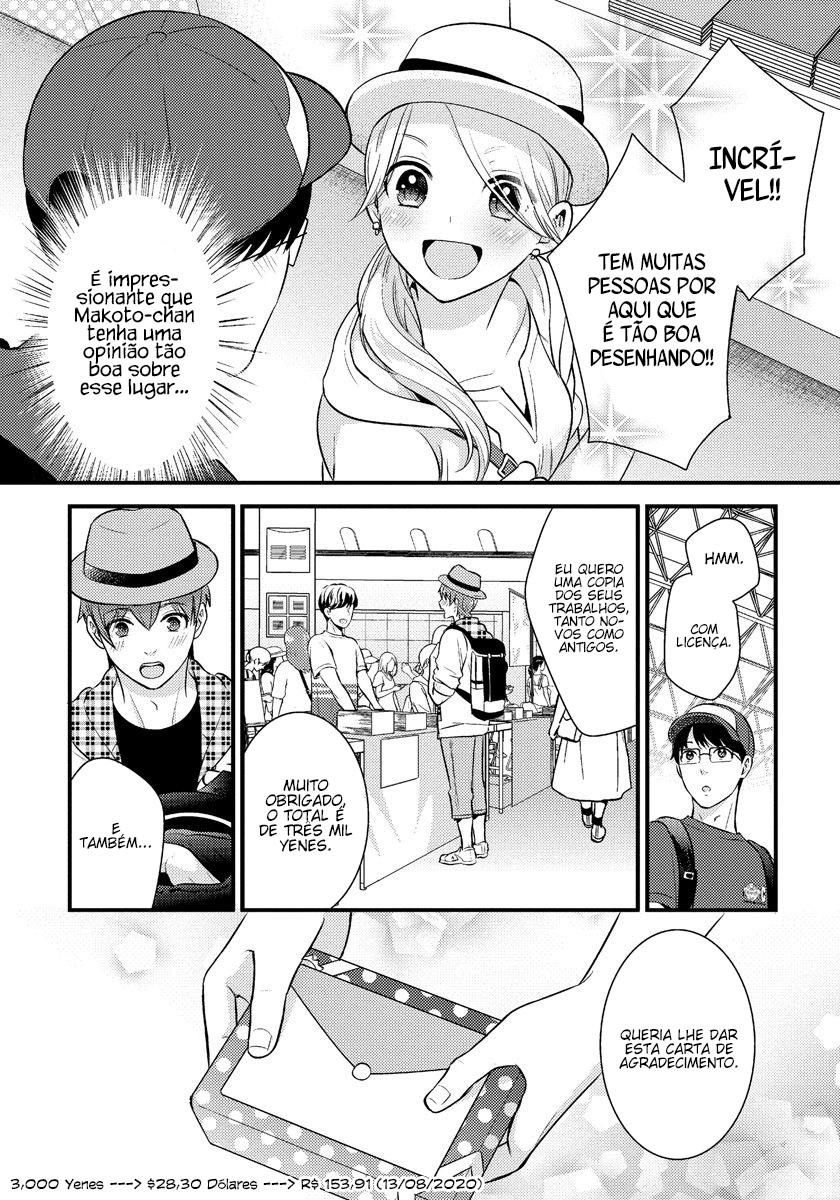 INCRÍ-
VEL!!
TEM MUITAS
PESSOAS POR
AQUI QUE
É TÃO BOA
DESENHANDO!!
É impres-
sionante que
Makoto-chan
tenha uma
opinião tão
boa sobre
esse lugar...
HMM.
COM
LICENÇA.
EU QUERO
UMA COPIA
DOS SEUS
TRABALHOS,
TANTO NO-
VOS COMO
ANTIGOS.
MUITO
OBRIGADO,
O TOTAL É
DE TRÊS MIL
YENES.
E
TAMBÉM...
QUERIA LHE DAR
ESTA CARTA DE
AGRADECIMENTO.
3,000 Yenes ---> $28,30 Dólares ---> R$ 153,91 (13/08/2020)